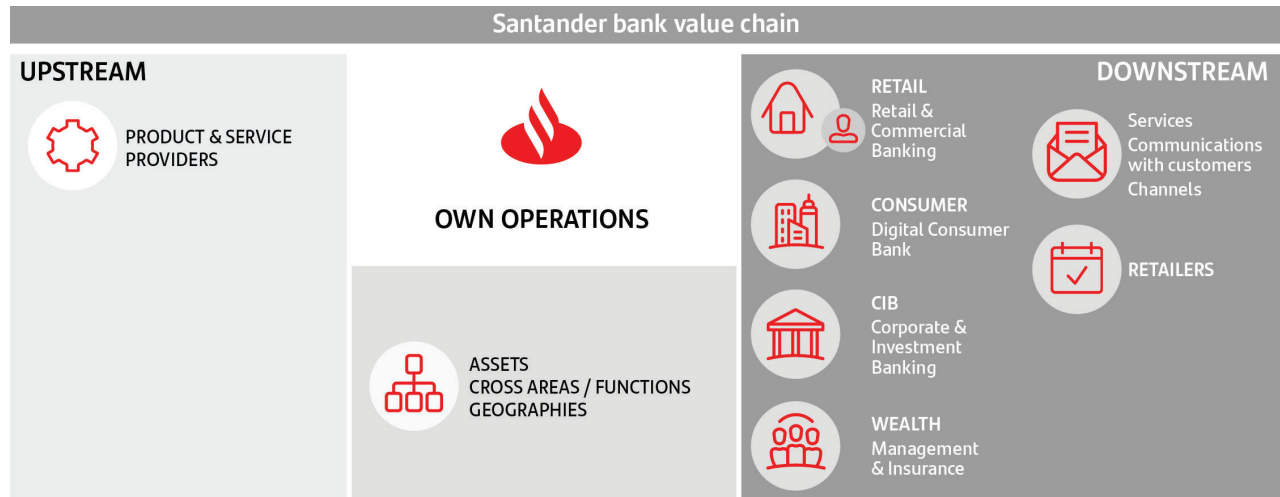 Santander bank value chain
UPSTREAM
PRODUCT & SERVICE
PROVIDERS
OWN OPERATIONS
ASSETS
CROSS AREAS / FUNCTIONS
GEOGRAPHIES
DOWNSTREAM
RETAIL
Retail &
Commercial
Banking
CONSUMER
Digital Consumer
Bank
CIB
Corporate &
Investment
Banking
WEALTH
Management
& Insurance
Services
Communications
with customers
Channels
RETAILERS